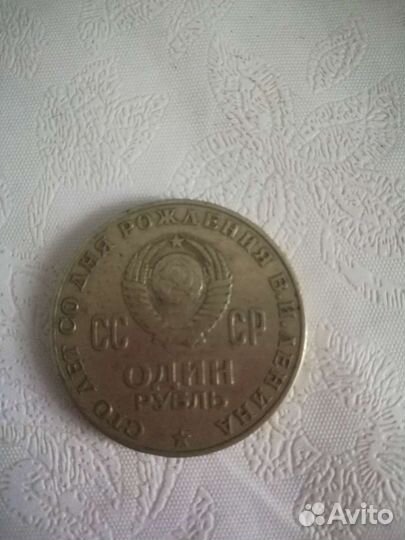 СТО ЛЕТ СО ДНЯ РОЖДЕНИЯ В.И.ЛЕНИНА
СС СР
ОДИН
РУБЛЬ
Avito